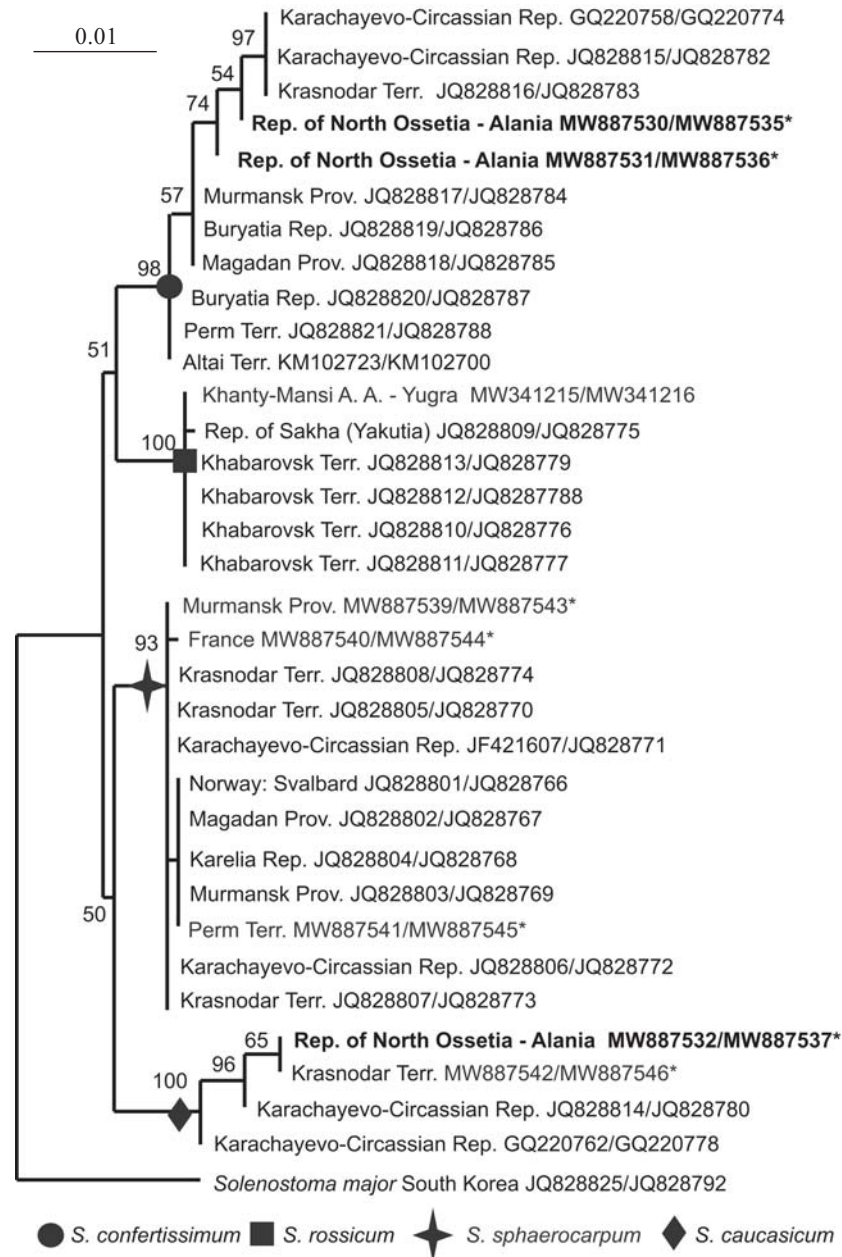 Karachayevo-Circassian Rep. GQ220758/GQ220774
0.01
97
Karachayevo-Circassian Rep. JQ828815/JQ828782
54
Krasnodar Terr. JQ828816/JQ828783
74
Rep. of North Ossetia - Alania MW887530/MW887535*
Rep. of North Ossetia - Alania MW887531/MW887536*
57
Murmansk Prov. JQ828817/JQ828784
Buryatia Rep. JQ828819/JQ828786
Magadan Prov. JQ828818/JQ828785
98
Buryatia Rep. JQ828820/JQ828787
Perm Terr. JQ828821/JQ828788
51
Altai Terr. KM102723/KM102700
Khanty-Mansi A. A. - Yugra MW341215/MW341216
Rep. of Sakha (Yakutia) JQ828809/JQ828775
100
Khabarovsk Terr. JQ828813/JQ828779
Khabarovsk Terr. JQ828812/JQ8287788
Khabarovsk Terr. JQ828810/JQ828776
Khabarovsk Terr. JQ828811/JQ828777
Murmansk Prov. MW887539/MW887543*
France MW887540/MW887544*
93
Krasnodar Terr. JQ828808/JQ828774
Krasnodar Terr. JQ828805/JQ828770
Karachayevo-Circassian Rep. JF421607/JQ828771
Norway: Svalbard JQ828801/JQ828766
Magadan Prov. JQ828802/JQ828767
Karelia Rep. JQ828804/JQ828768
Murmansk Prov. JQ828803/JQ828769
50
Perm Terr. MW887541/MW887545*
Karachayevo-Circassian Rep. JQ828806/JQ828772
Krasnodar Terr. JQ828807/JQ828773
65
Rep. of North Ossetia - Alania MW887532/MW887537*
96
Krasnodar Terr. MW887542/MW887546*
100
Karachayevo-Circassian Rep. JQ828814/JQ828780
Karachayevo-Circassian Rep. GQ220762/GQ220778
Solenostoma major South Korea JQ828825/JQ828792
S. confertissimum S. rossicum S. sphaerocarpum S. caucasicum